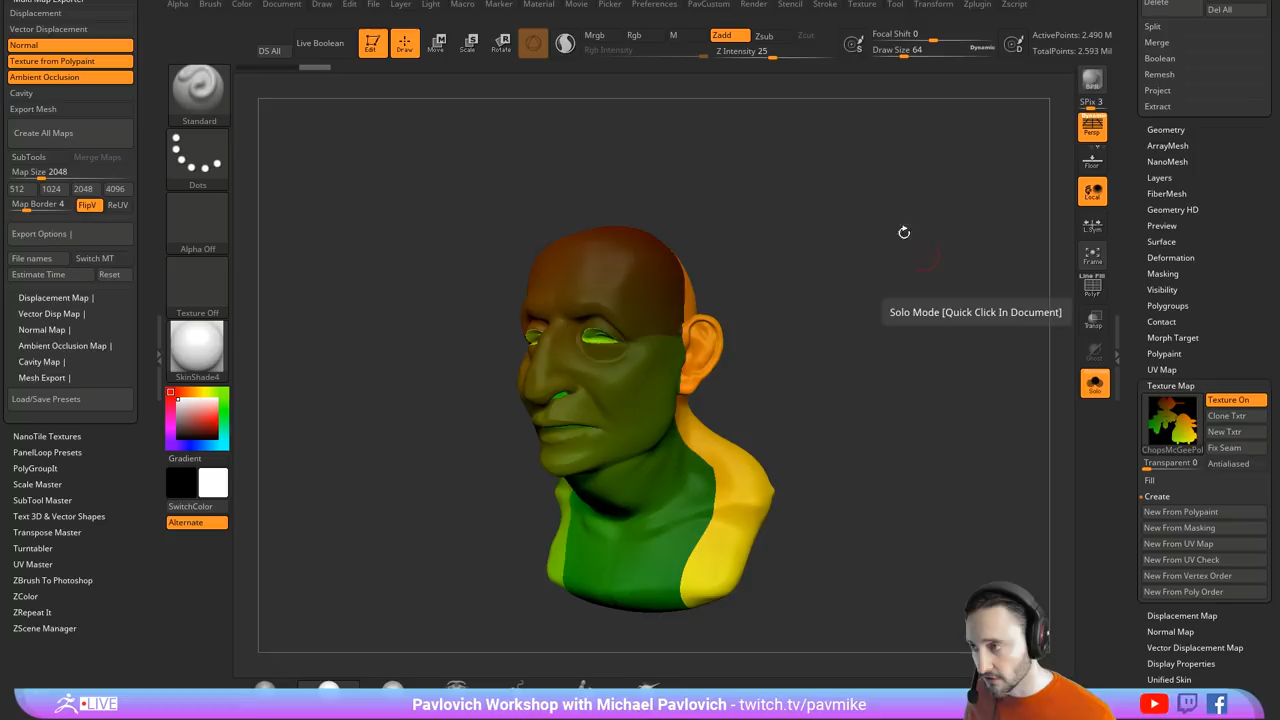 Alpha Brush Color Document Draw Edit File Layer Light Macro Marker Material Movie Picker Preferences PavCustom Render Stencil Stroke Texture Tool Transform Zplugin Zscript
Displacement
Vector Displacement
Normal
Texture from Polypaint
Ambient Occlusion
Cavity
Export Mesh
Create All Maps
SubTools Merge Maps
Map Size 2048
512 1024 2048 4096
Map Border 4 FlipV ReUV
Export Options |
File names Switch MT
Estimate Time Reset
Displacement Map |
Vector Disp Map |
Normal Map |
Ambient Occlusion Map |
Cavity Map |
Mesh Export |
Load/Save Presets
NanoTile Textures
PanelLoop Presets
PolyGroupIt
Scale Master
SubTool Master
Text 3D & Vector Shapes
Transpose Master
Turntabler
UV Master
ZBrush To Photoshop
ZColor
ZRepeat It
ZScene Manager
DS All
Live Boolean
Edit
Draw
Move
Scale
Rotate
Mrgb Rgb M
Rgb Intensity
Zadd Zsub Cut
Z Intensity 25
S
Focal Shift 0
Draw Size 64
Dynamic
D
ActivePoints: 2.490 M
TotalPoints: 2.593 Mil
Standard
Dots
Alpha Off
Texture Off
SkinShade4
Gradient
SwitchColor
Alternate
Solo Mode [Quick Click In Document]
BPR
SPix 3
Dynamic
Persp
Floor
Local
L.Sym
Frame
Line Fill
PolyF
Transp
Ghost
Solo
Delete
Del All
Split
Merge
Boolean
Remesh
Project
Extract
Geometry
ArrayMesh
NanoMesh
Layers
FiberMesh
Geometry HD
Preview
Surface
Deformation
Masking
Visibility
Polygroups
Contact
Morph Target
Polypaint
UV Map
Texture Map
Texture On
Clone Txtr
New Txtr
ChopsMcGeePol Fix Seam
Transparent 0 Antialiased
Fill
Create
New From Polypaint
New From Masking
New From UV Map
New From UV Check
New From Vertex Order
New From Poly Order
Displacement Map
Normal Map
Vector Displacement Map
Display Properties
Unified Skin
LIVE
Pavlovich Workshop with Michael Pavlovich - twitch.tv/pavmike